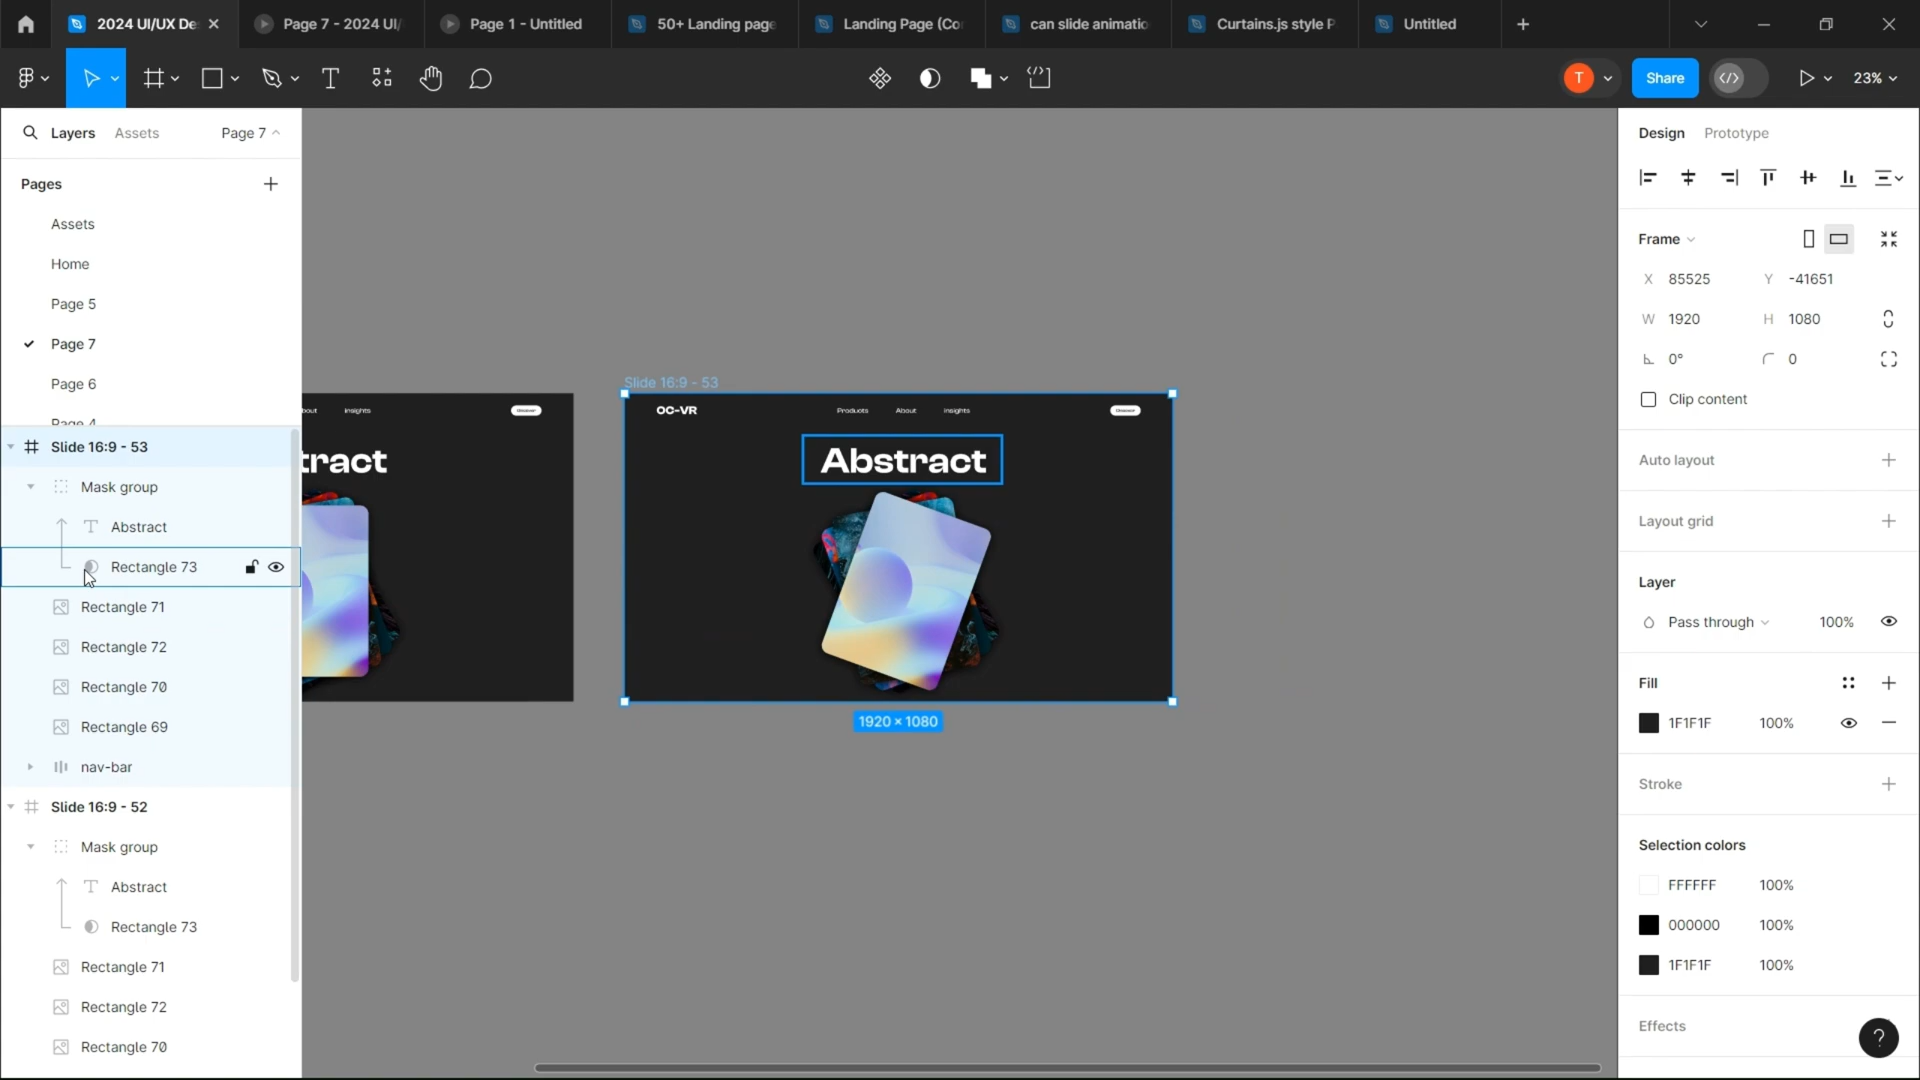 2024 UI/UX De
Page 7 - 2024 UI/
Page 1 - Untitled
50+ Landing page
Landing Page (Co
can slide animatio
Curtains.js style P
Untitled
T
Share
23%
Layers
Assets
Page 7
Pages
Assets
Home
Page 5
Page 7
Page 6
Page 4
Slide 16:9 - 53
Mask group
Abstract
Rectangle 73
Rectangle 71
Rectangle 72
Rectangle 70
Rectangle 69
nav-bar
Slide 16:9 - 52
Mask group
Abstract
Rectangle 73
Rectangle 71
Rectangle 72
Rectangle 70
bout
Insights
Discover
tract
Slide 16:9 - 53
OC-VR
Products
About
Insights
Discover
Abstract
1920 × 1080
Design
Prototype
Frame
X 85525
Y -41651
W 1920
H 1080
0°
0
Clip content
Auto layout
Layout grid
Layer
Pass through
100%
Fill
1F1F1F 100%
Stroke
Selection colors
FFFFFF 100%
000000 100%
1F1F1F 100%
Effects
?